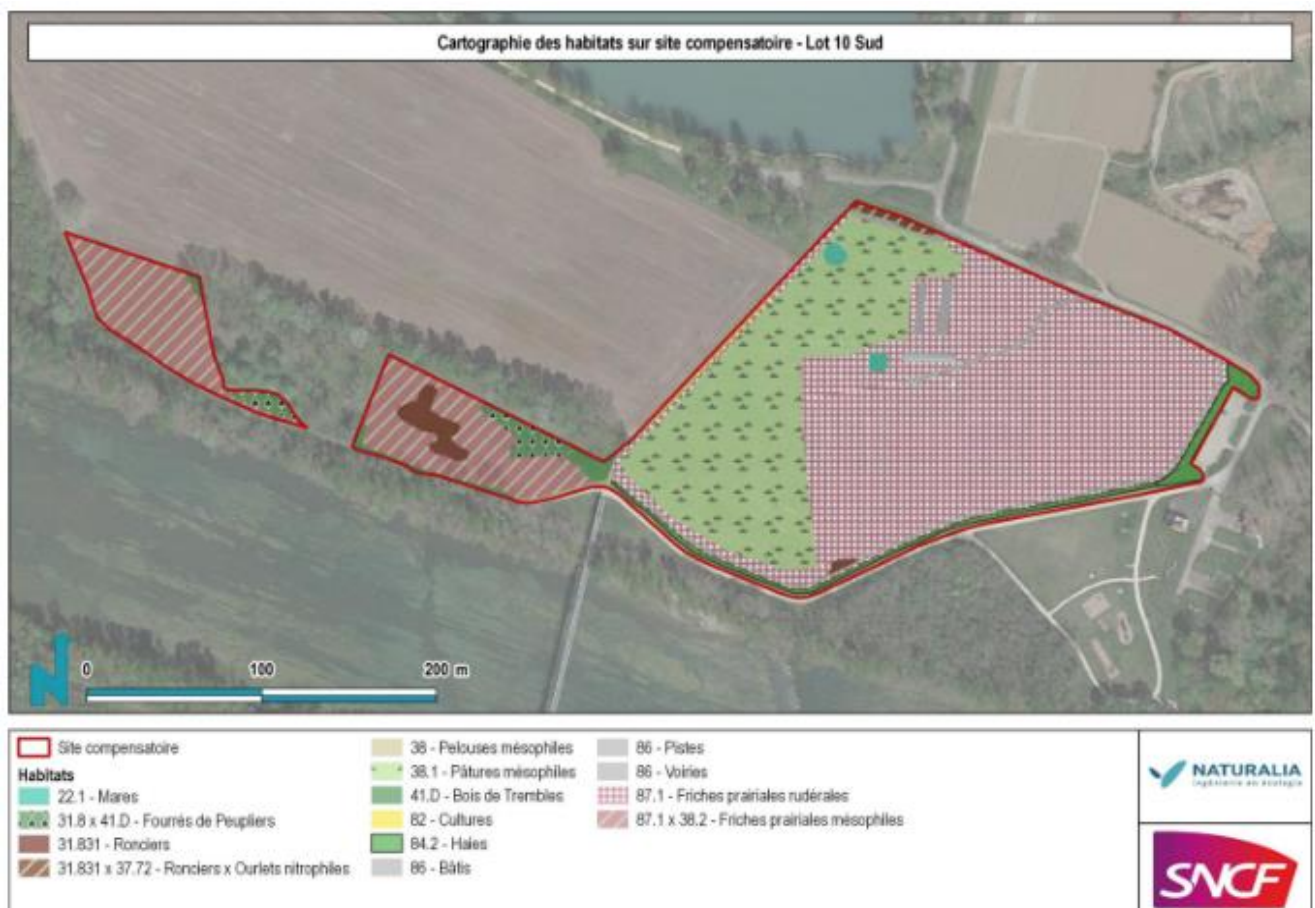 Cartographie des habitats sur site compensatoire - Lot 10 Sud
0 100 200 m
Site compensatoire
Habitats
22.1 - Mares
31.8 x 41.D - Fourrés de Peupliers
31.831 - Ronciers
31.831 x 37.72 - Ronciers x Ourlets nitrophiles
38 - Pelouses mésophiles
38.1 - Pâtures mésophiles
41.D - Bois de Trembles
82 - Cultures
84.2 - Haies
86 - Bâtis
86 - Pistes
86 - Voiries
87.1 - Friches prairiales rudérales
87.1 x 38.2 - Friches prairiales mésophiles
NATURALIA
Ingénierie en écologie
SNCF